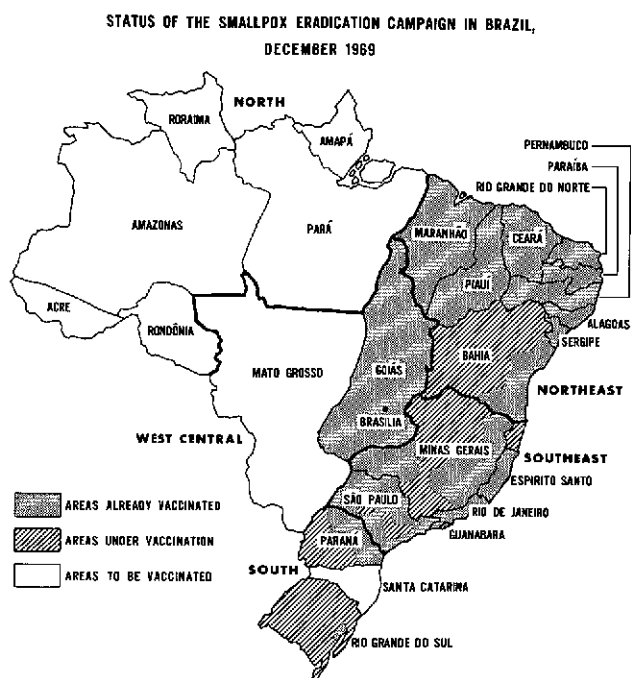 STATUS OF THE SMALLPOX ERADICATION CAMPAIGN IN BRAZIL,
DECEMBER 1969
RORAIMA
NORTH
AMAPÁ
PERNAMBUCO
PARAÍBA
RIO GRANDE DO NORTE
AMAZONAS
PARÁ
MARANHÃO
CEARÁ
PIAUÍ
ACRE
RONDÔNIA
ALAGOAS
SERGIPE
MATO GROSSO
GOIÁS
BAHIA
NORTHEAST
BRASILIA
WEST CENTRAL
MINAS GERAIS
SOUTHEAST
ESPIRITO SANTO
SÃO PAULO
RIO DE JANEIRO
GUANABARA
PARANÁ
SOUTH
SANTA CATARINA
RIO GRANDE DO SUL
AREAS ALREADY VACCINATED
AREAS UNDER VACCINATION
AREAS TO BE VACCINATED